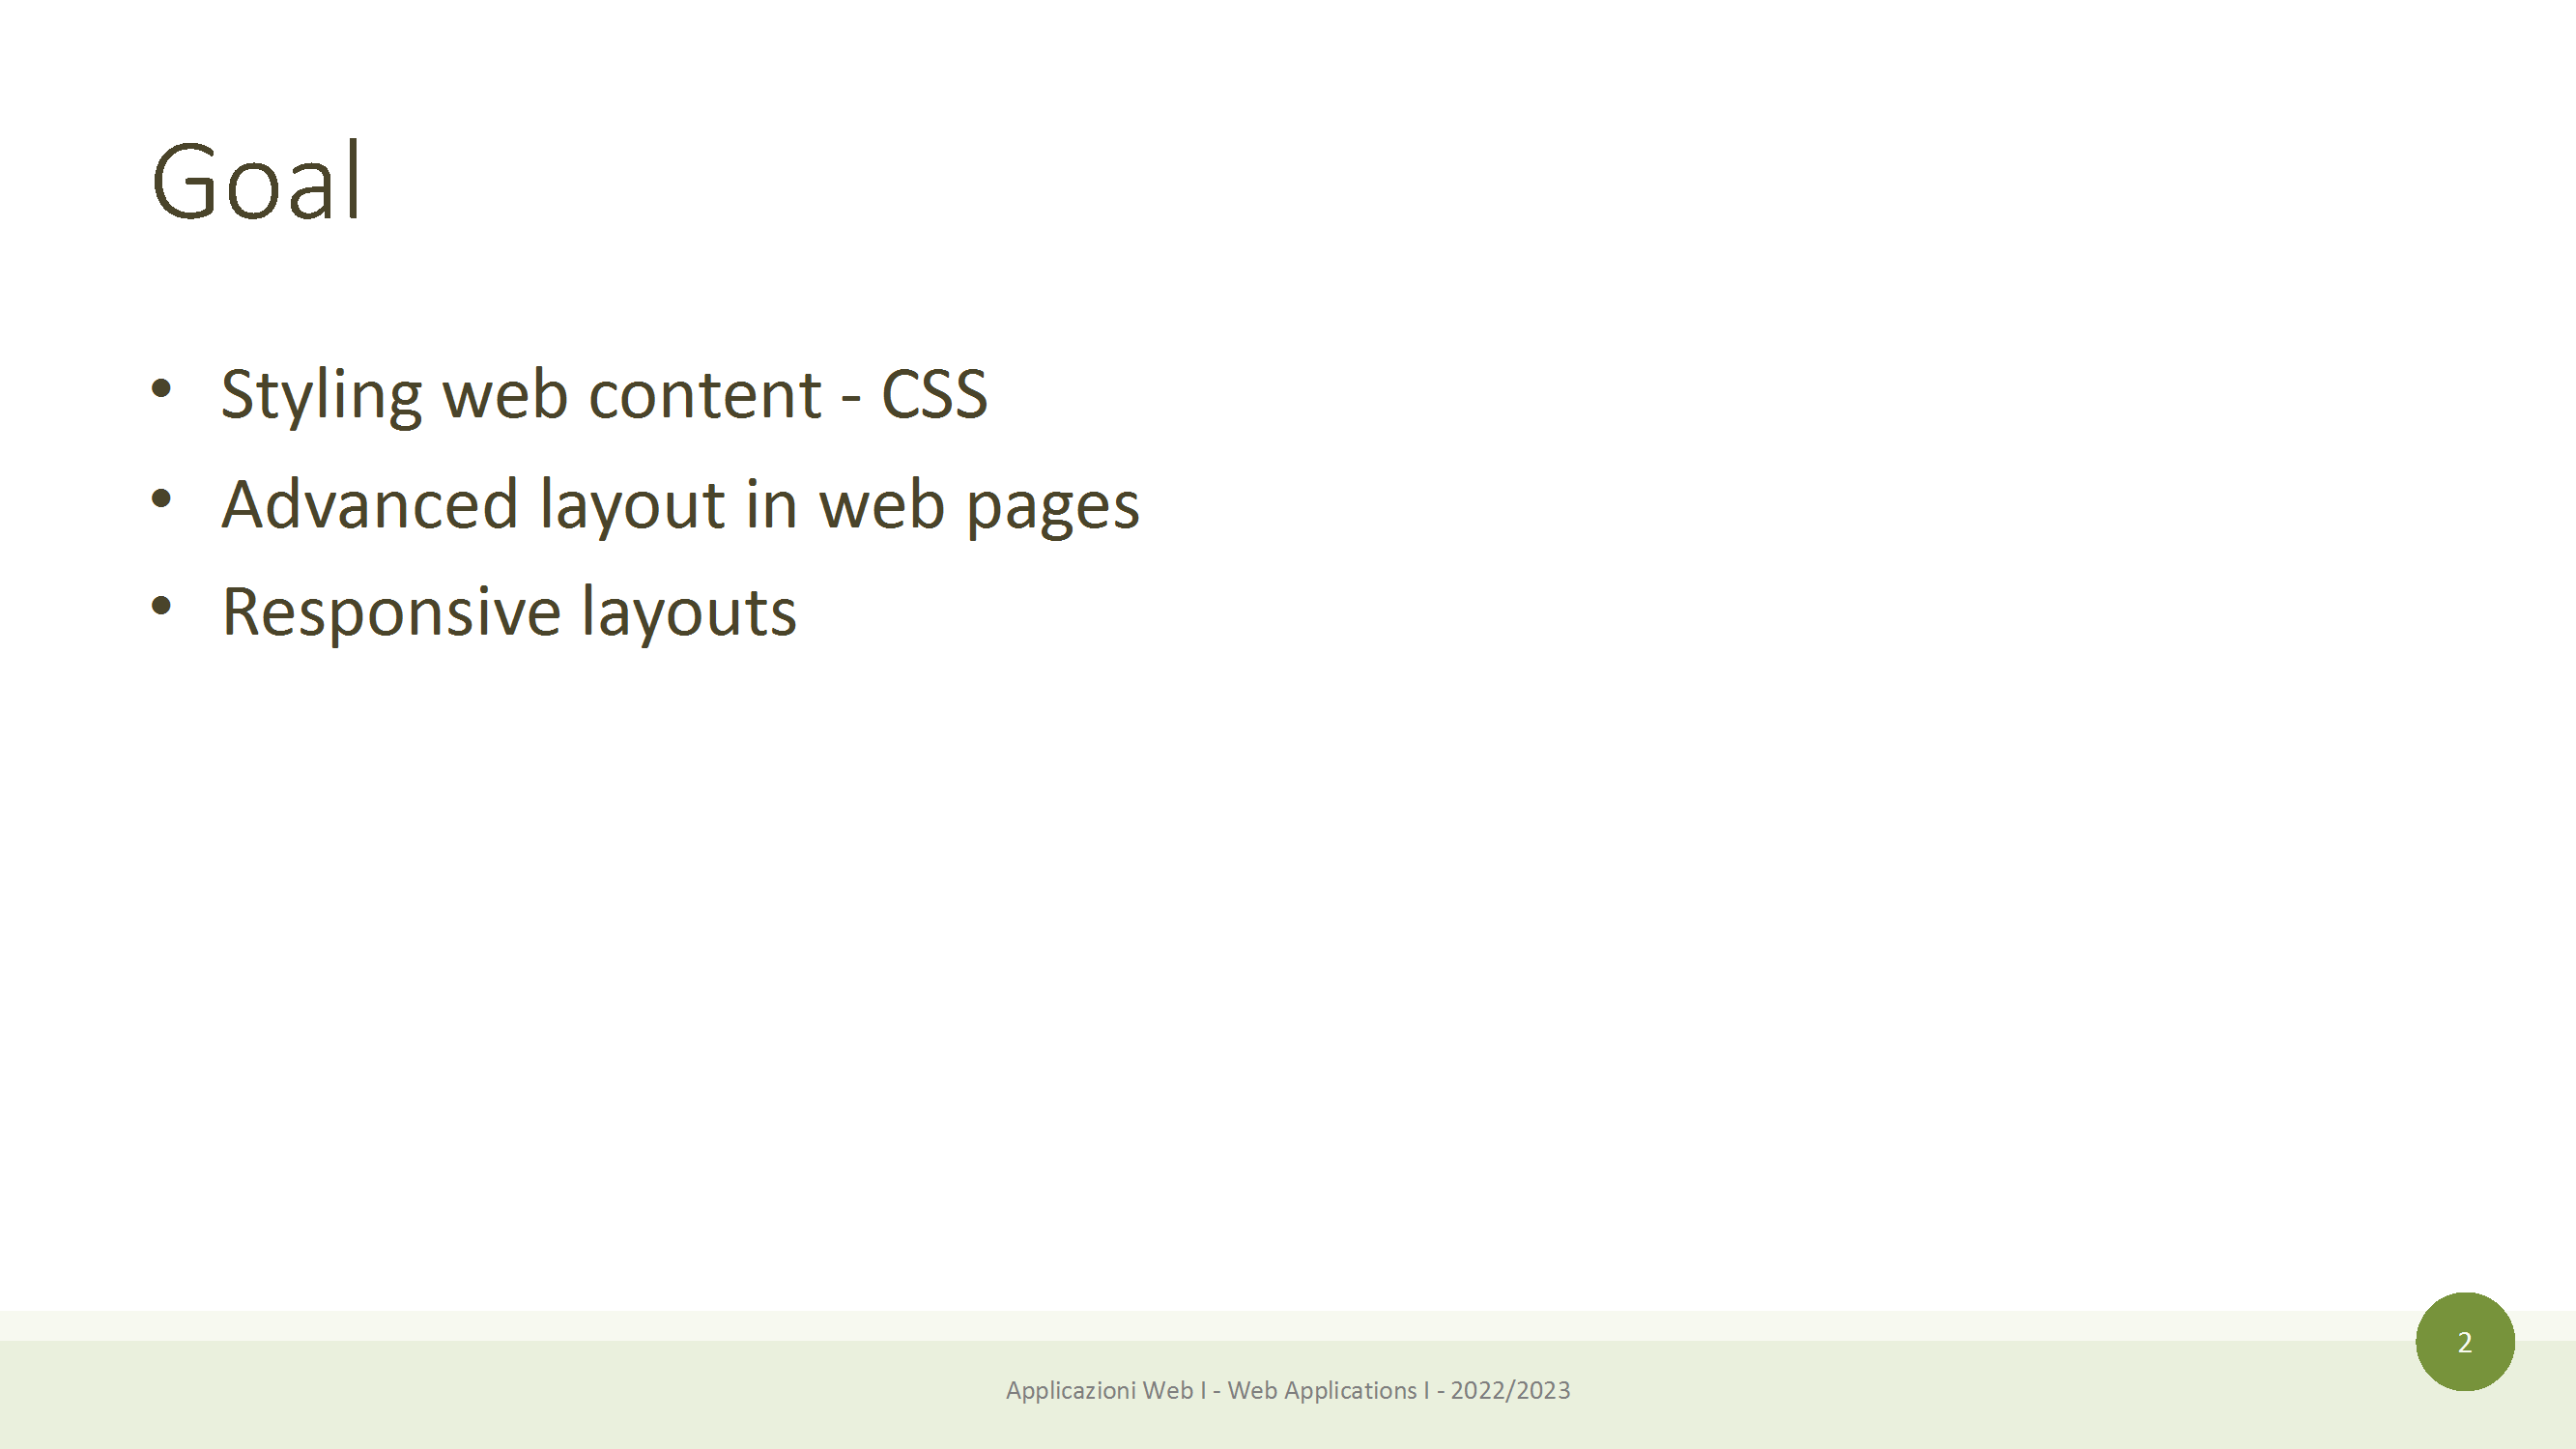 Goal
• Styling web content - CSS
• Advanced layout in web pages
• Responsive layouts
2
Applicazioni Web I - Web Applications I - 2022/2023